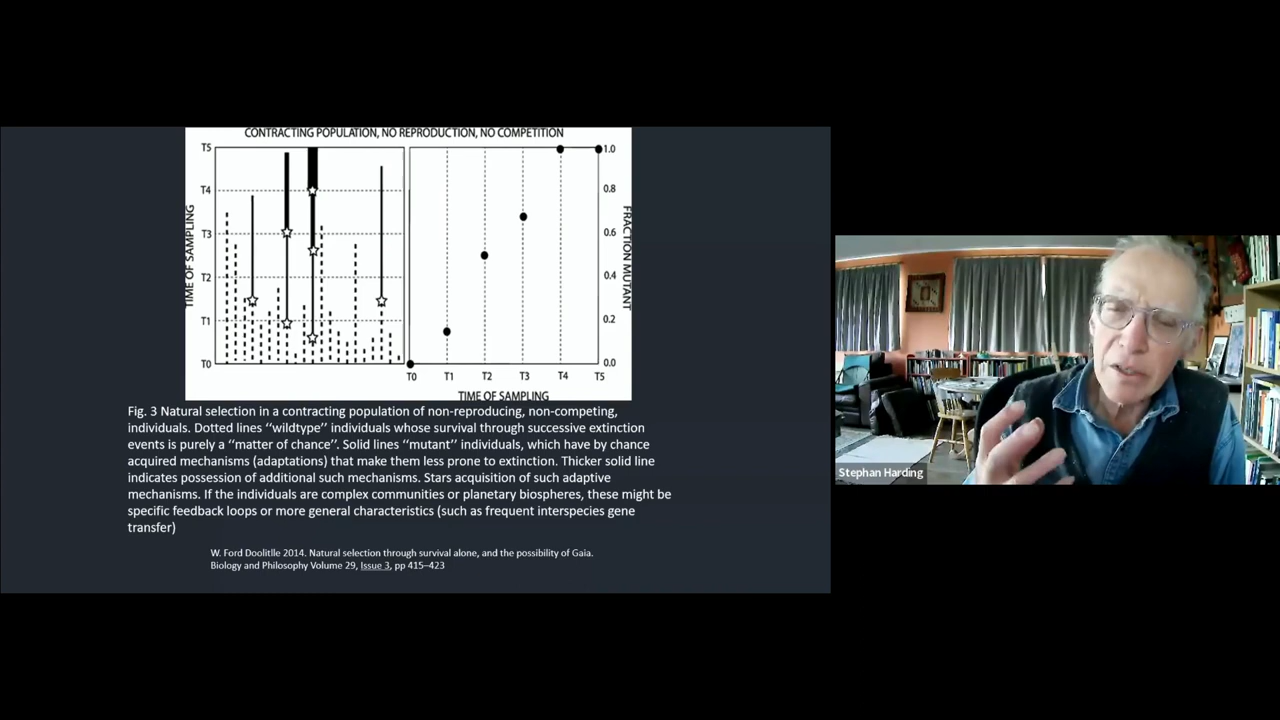 CONTRACTING POPULATION, NO REPRODUCTION, NO COMPETITION
T5
T4
T3
T2
T1
T0
TIME OF SAMPLING
1.0
0.8
0.6
0.4
0.2
0.0
FRACTION MUTANT
T0 T1 T2 T3 T4 T5
TIME OF SAMPLING
Fig. 3 Natural selection in a contracting population of non-reproducing, non-competing,
individuals. Dotted lines ‘‘wildtype’’ individuals whose survival through successive extinction
events is purely a ‘‘matter of chance’’. Solid lines ‘‘mutant’’ individuals, which have by chance
acquired mechanisms (adaptations) that make them less prone to extinction. Thicker solid line
indicates possession of additional such mechanisms. Stars acquisition of such adaptive
mechanisms. If the individuals are complex communities or planetary biospheres, these might be
specific feedback loops or more general characteristics (such as frequent interspecies gene
transfer)
W. Ford Doolitlle 2014. Natural selection through survival alone, and the possibility of Gaia.
Biology and Philosophy Volume 29, Issue 3, pp 415–423
Stephan Harding